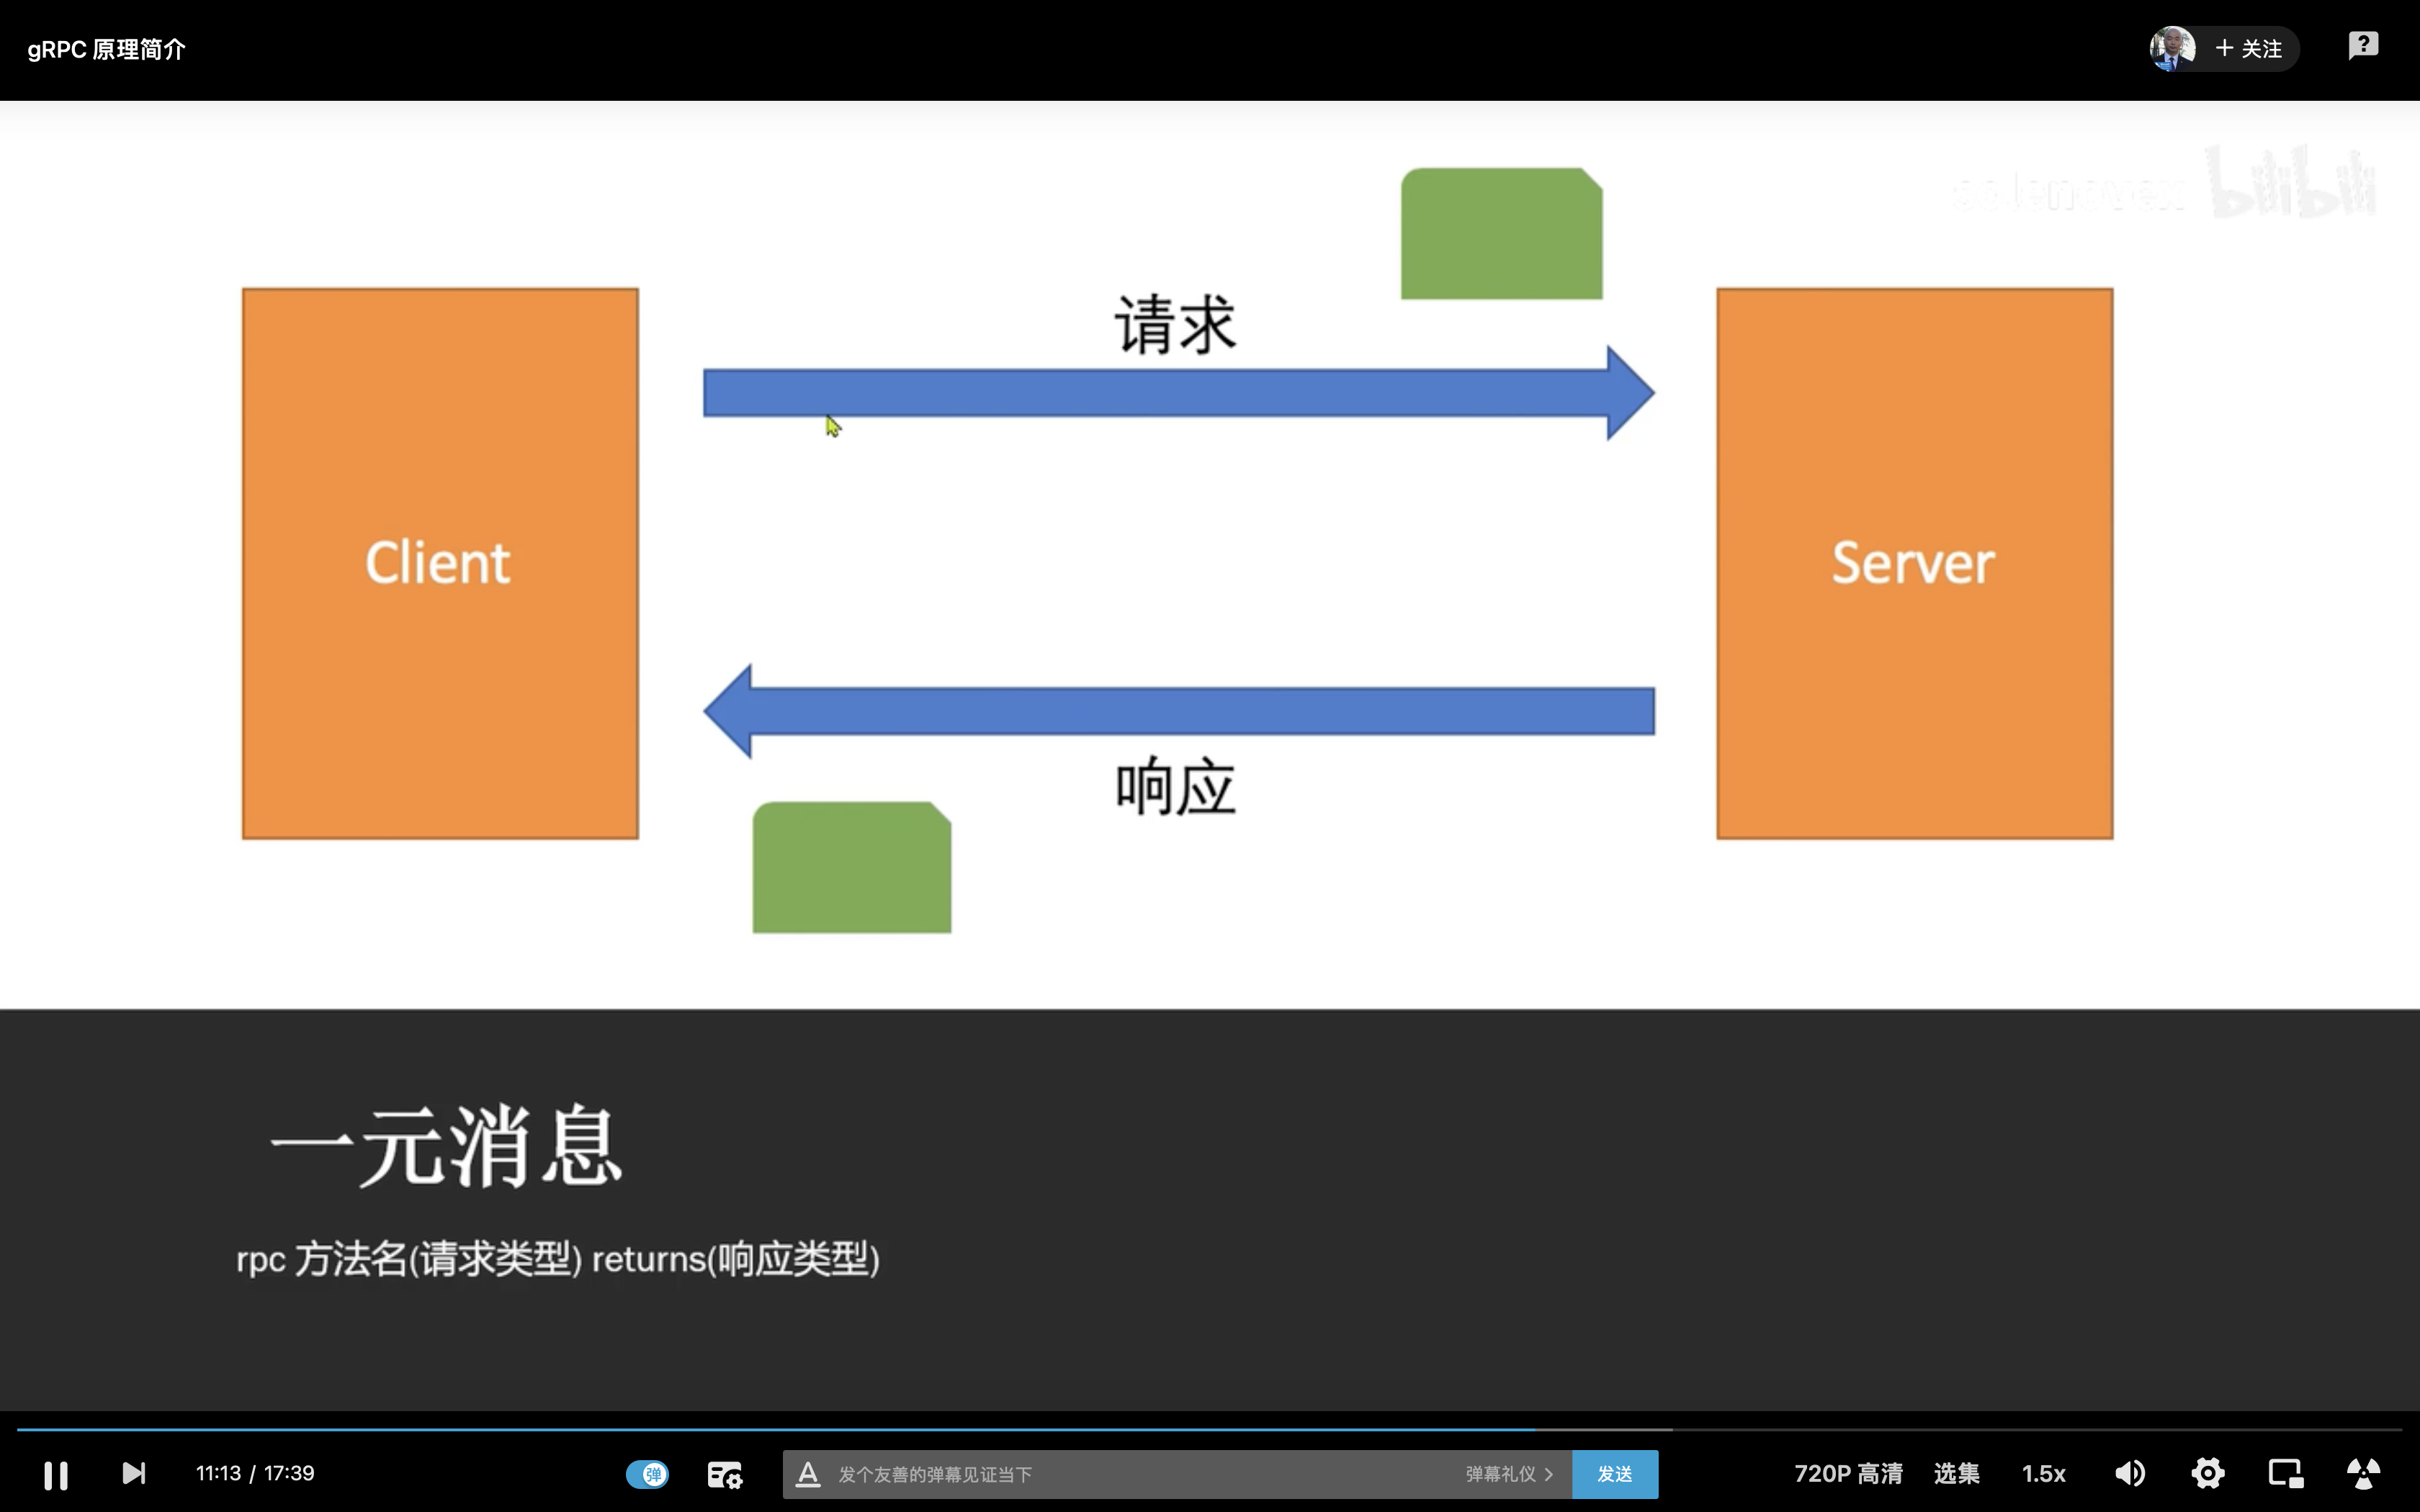 gRPC 原理简介
关注
bilibili
请求
Client
Server
响应
一元消息
rpc 方法名(请求类型) returns(响应类型)
11:13 / 17:39
弹
发个友善的弹幕见证当下
弹幕礼仪
发送
720P 高清
选集
1.5x